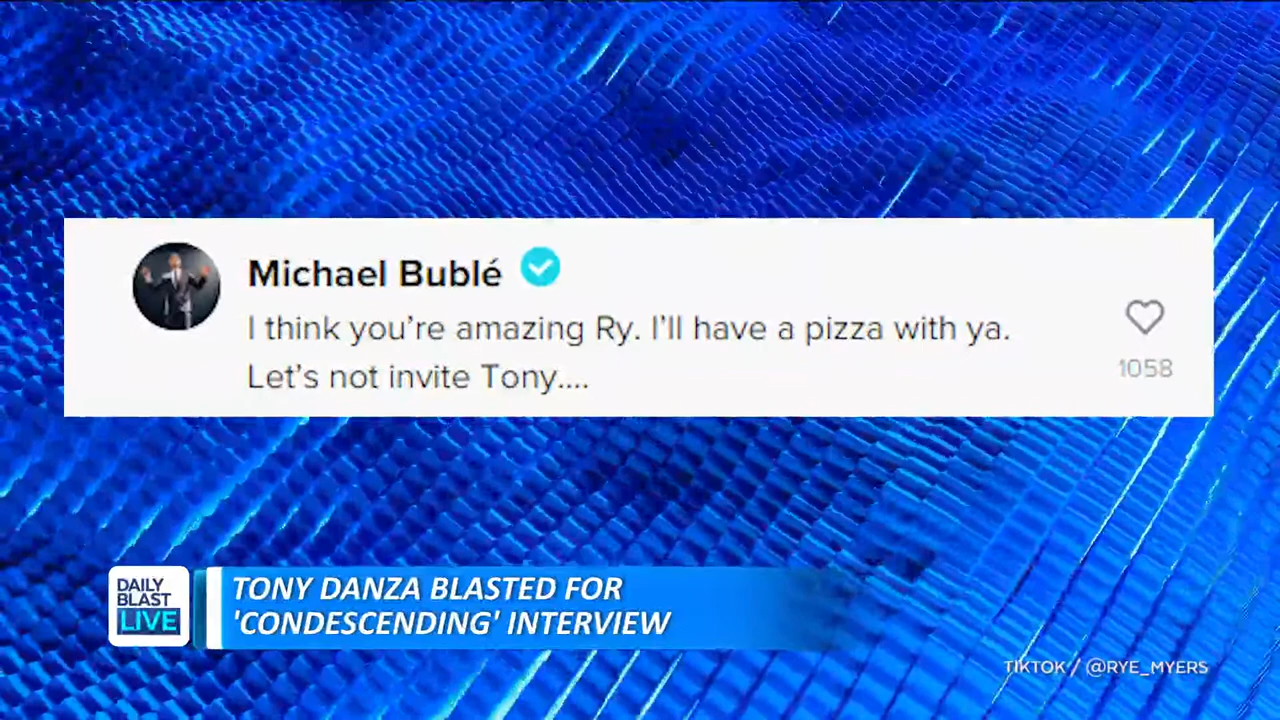 Michael Bublé
I think you're amazing Ry. I'll have a pizza with ya.
Let's not invite Tony....
1058
DAILY
BLAST
LIVE
TONY DANZA BLASTED FOR
'CONDESCENDING' INTERVIEW
TIKTOK / @RYE_MYERS